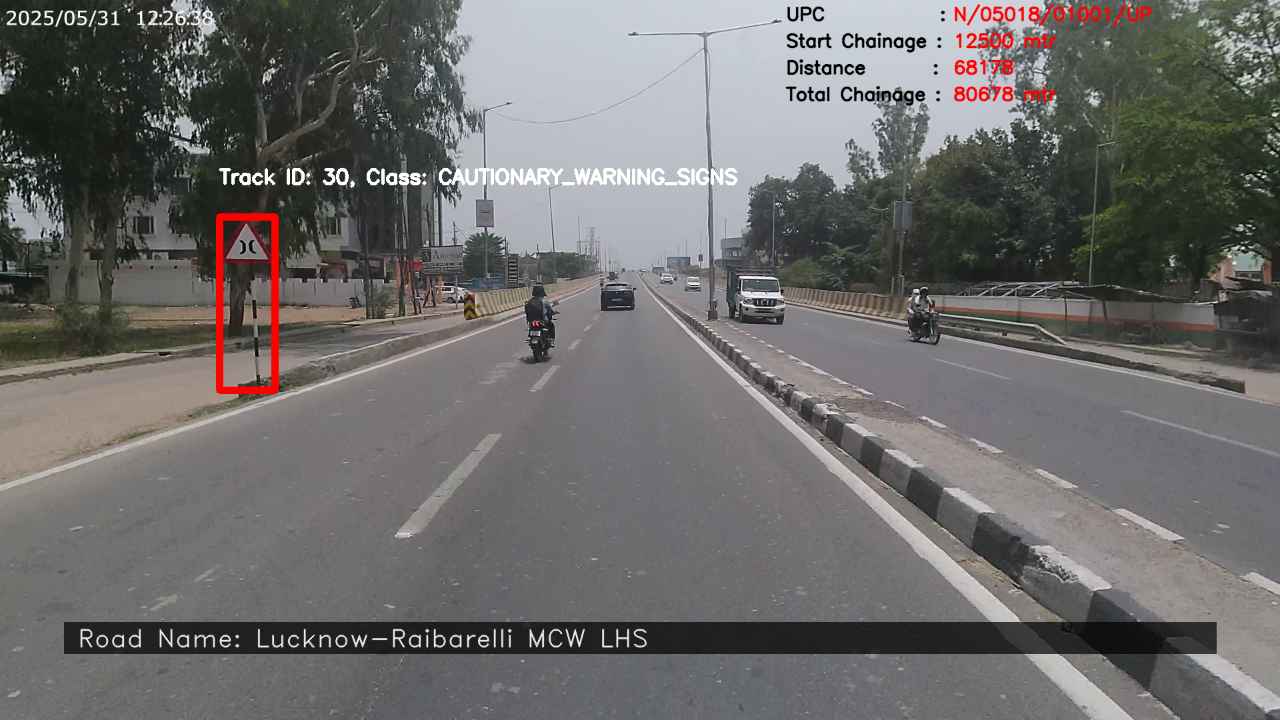 2025/05/31 12:26:38
UPC : N/05018/01001/UP
Start Chainage : 12500 mtr
Distance : 68178
Total Chainage : 80678 mtr
Track ID: 30, Class: CAUTIONARY_WARNING_SIGNS
Road Name: Lucknow-Raibarelli MCW LHS